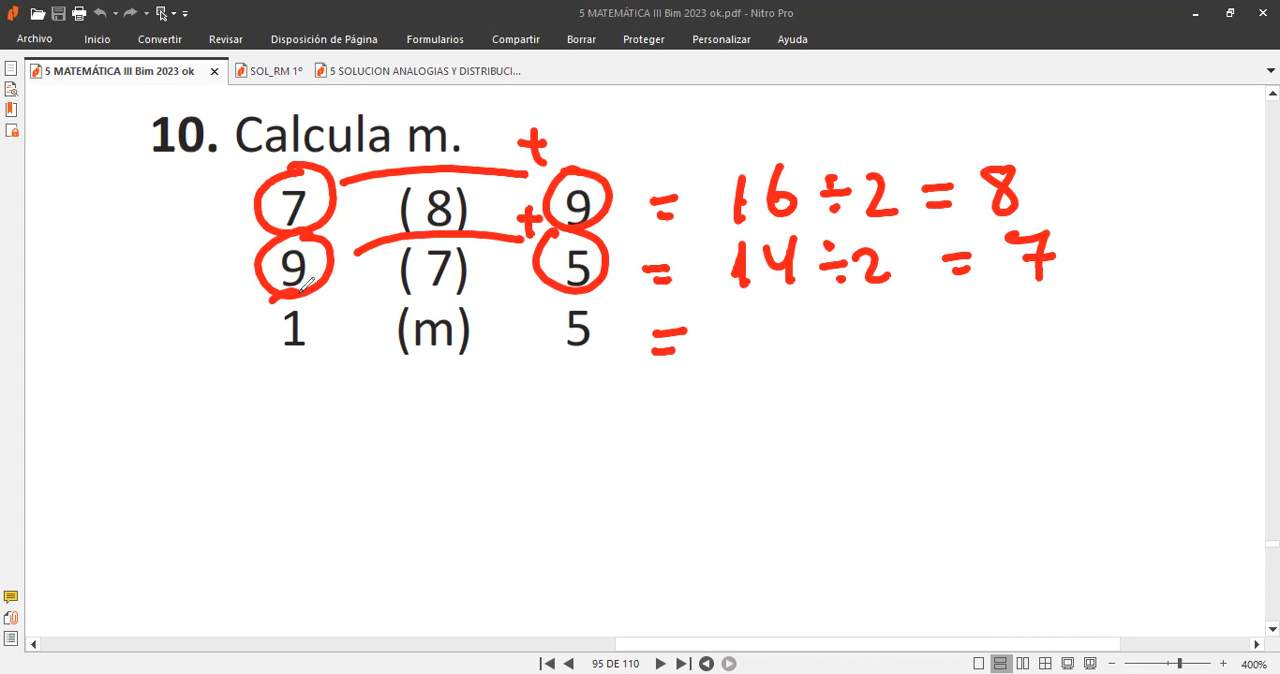 5 MATEMÁTICA III Bim 2023 ok.pdf - Nitro Pro
Archivo Inicio Convertir Revisar Disposición de Página Formularios Compartir Borrar Proteger Personalizar Ayuda
5 MATEMÁTICA III Bim 2023 ok SOL_RM 1º 5 SOLUCION ANALOGIAS Y DISTRIBUCI...
10. Calcula m.
+
7 ( 8) 9 = 16 ÷ 2 = 8
+
9 ( 7) 5 = 14 ÷ 2 = 7
1 (m) 5 =
95 DE 110 400%